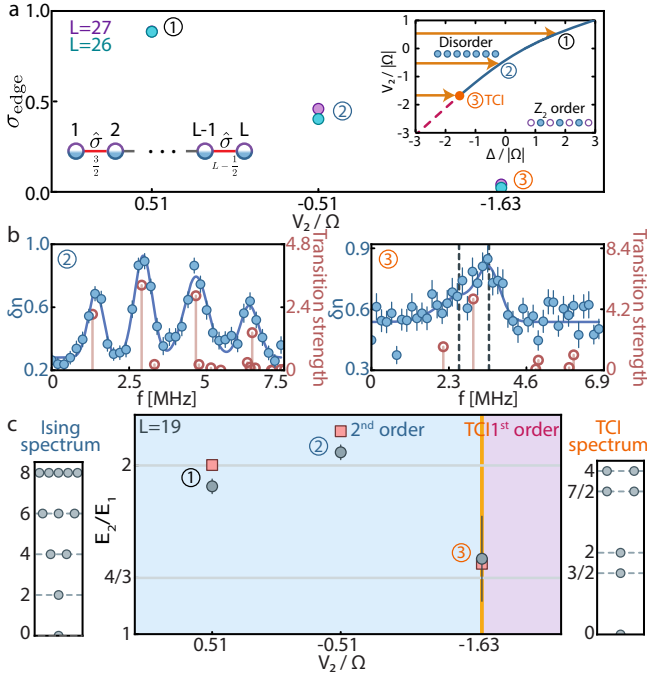 a
L=27
L=26
1.0
0.5
0.0
σ_edge
①
②
③
1 2 L-1 L
σ̂ σ̂
3/2 L-1/2
• • •
0.51 -0.51 -1.63
V₂ / Ω
V₂/|Ω|
2
1
0
-1
-2
-3
Disorder
①
②
③TCI
Z₂ order
-3 -1 1 3
Δ/|Ω|
b
②
δn
1.0
0.6
0.2
4.8
2.4
0
Transition strength
0 2.5 5 7.5
f [MHz]
③
δn
0.9
0.5
0.1
8.4
4.2
0
Transition strength
0 2.3 4.6 6.9
f [MHz]
c
Ising
spectrum
8
6
4
2
0
L=19
2nd order
TCI
1st order
E₂/E₁
2
4/3
1
①
②
③
0.51 -0.51 -1.63
V₂ / Ω
TCI
spectrum
4
7/2
2
3/2
0